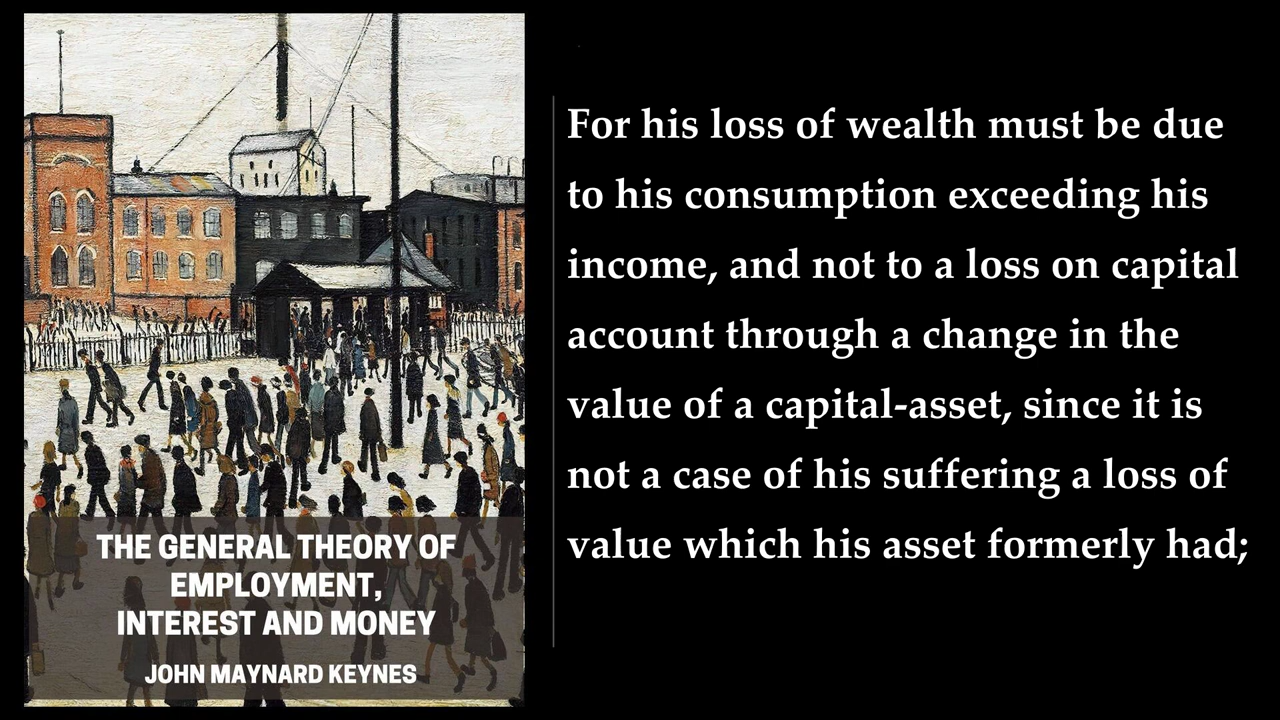 THE GENERAL THEORY OF
EMPLOYMENT,
INTEREST AND MONEY
JOHN MAYNARD KEYNES
For his loss of wealth must be due
to his consumption exceeding his
income, and not to a loss on capital
account through a change in the
value of a capital-asset, since it is
not a case of his suffering a loss of
value which his asset formerly had;